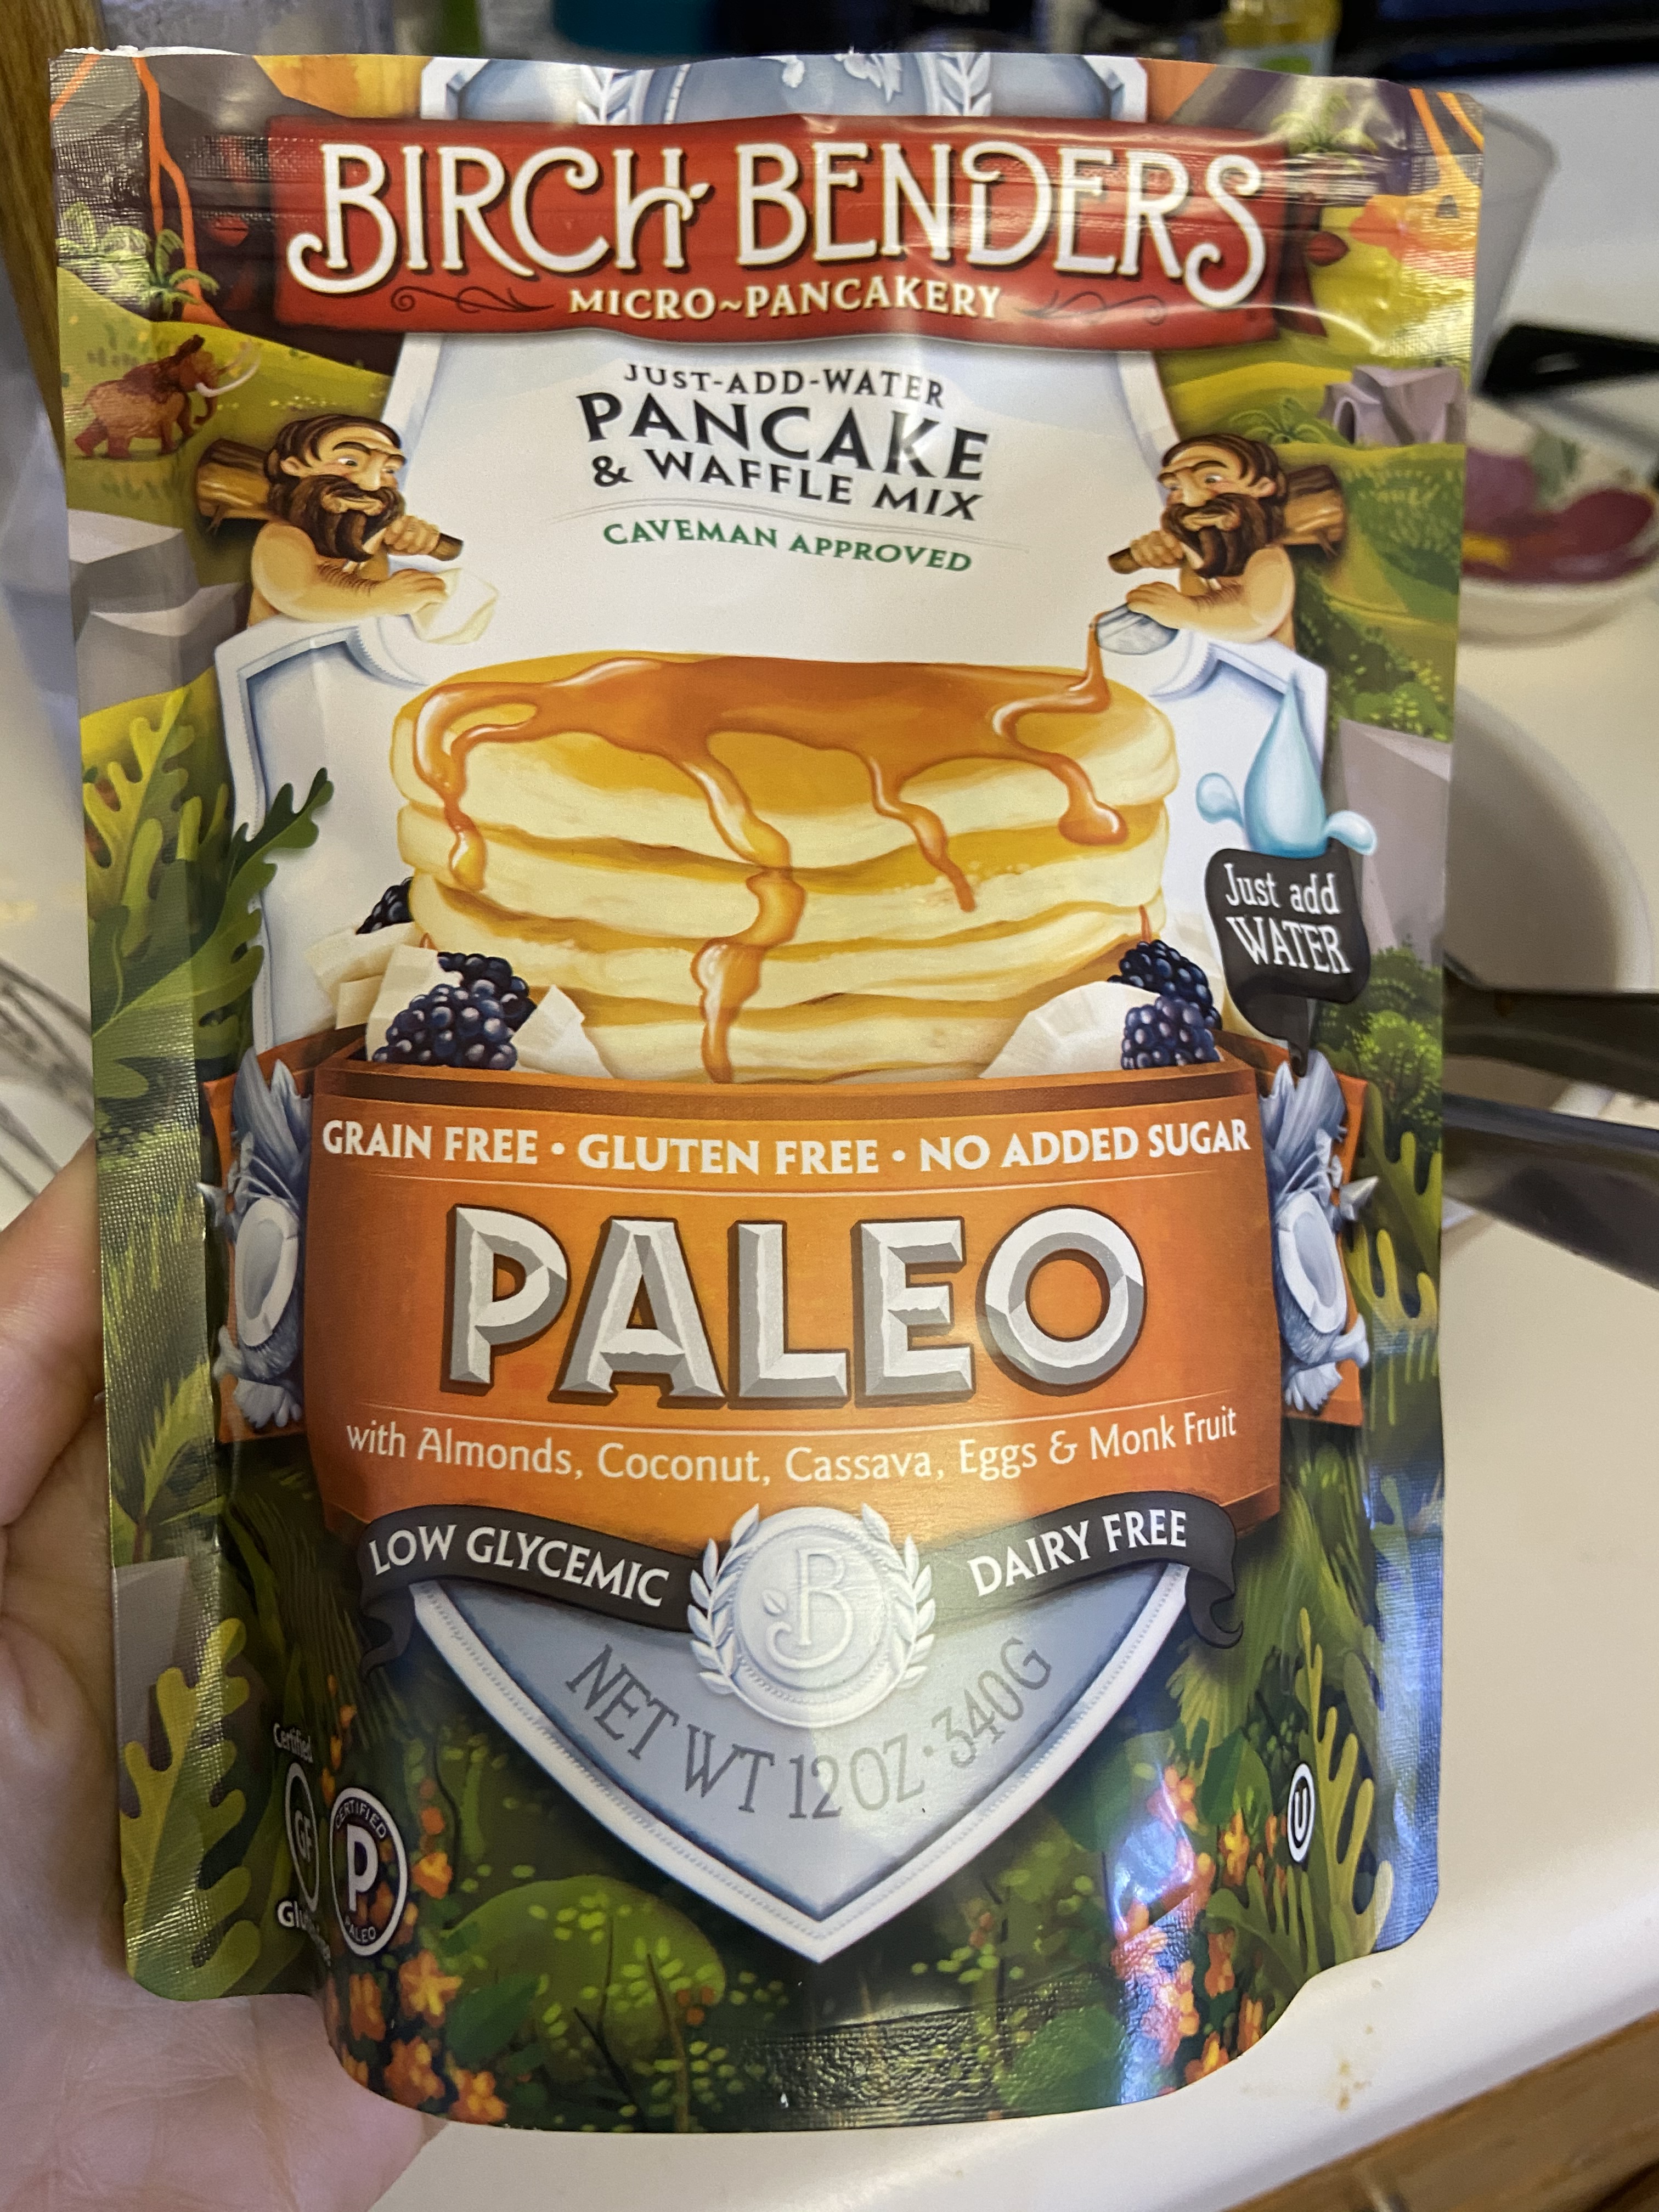 BIRCH BENDERS
MICRO~PANCAKERY
JUST-ADD-WATER
PANCAKE
& WAFFLE MIX
CAVEMAN APPROVED
Just add
WATER
GRAIN FREE • GLUTEN FREE • NO ADDED SUGAR
PALEO
with Almonds, Coconut, Cassava, Eggs & Monk Fruit
LOW GLYCEMIC
DAIRY FREE
B
NET WT 12 OZ • 340G
Certified
GF
CERTIFIED
P
PALEO
U